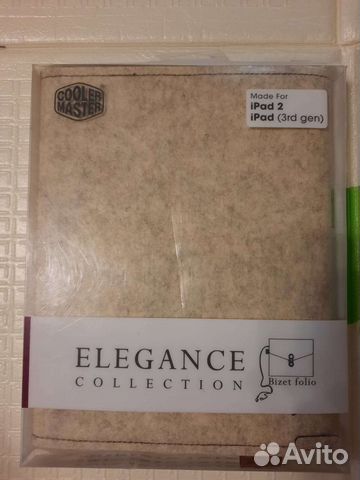 COOLER
MASTER
Made For
iPad 2
iPad (3rd gen)
ELEGANCE
COLLECTION
Bizet folio
Avito